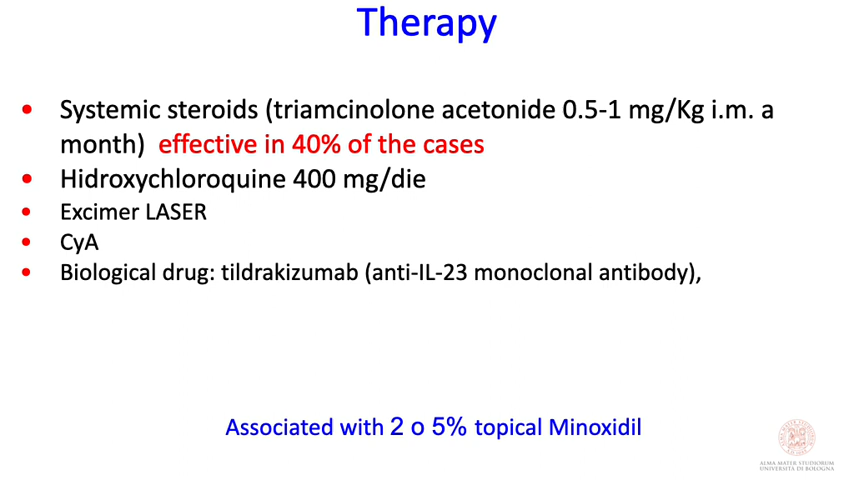 Therapy
• Systemic steroids (triamcinolone acetonide 0.5-1 mg/Kg i.m. a
month) effective in 40% of the cases
• Hidroxychloroquine 400 mg/die
• Excimer LASER
• CyA
• Biological drug: tildrakizumab (anti-IL-23 monoclonal antibody),
Associated with 2 o 5% topical Minoxidil
ALMA MATER STUDIORUM
UNIVERSITÀ DI BOLOGNA